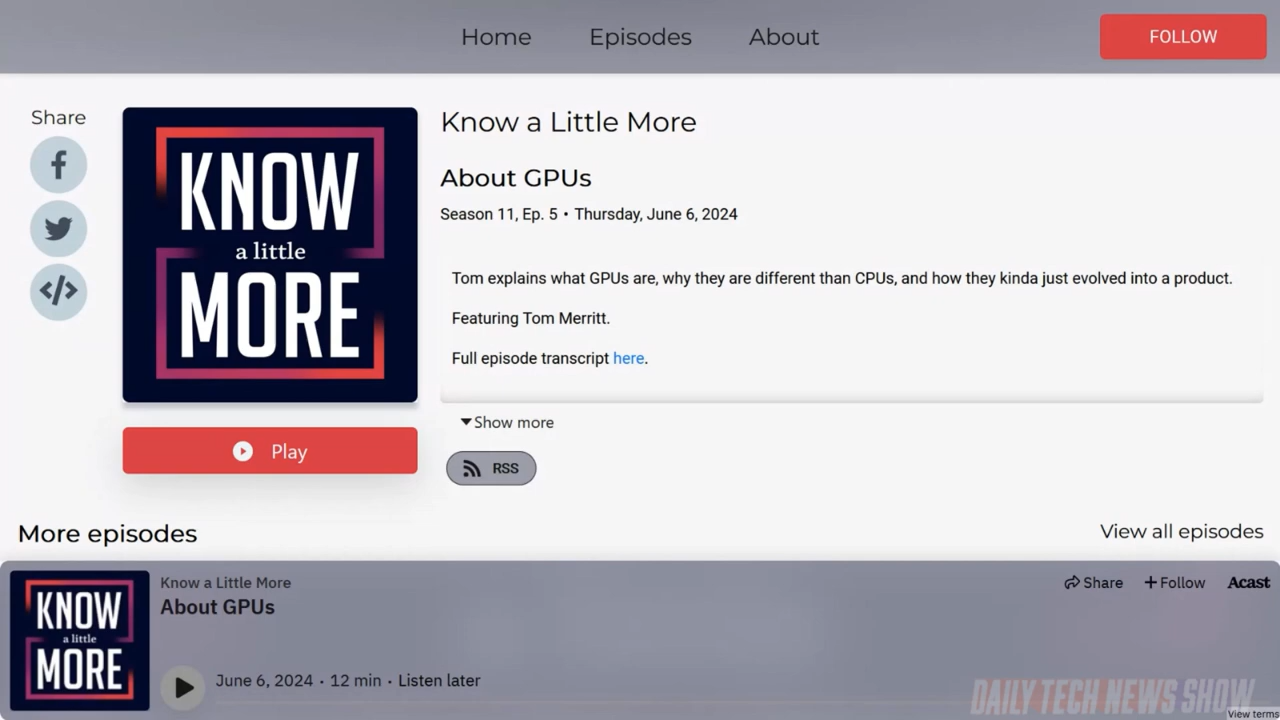 Home Episodes About FOLLOW
Share
KNOW
a little
MORE
Know a Little More
About GPUs
Season 11, Ep. 5 • Thursday, June 6, 2024
Tom explains what GPUs are, why they are different than CPUs, and how they kinda just evolved into a product.
Featuring Tom Merritt.
Full episode transcript here.
Show more
Play
RSS
More episodes
View all episodes
KNOW
a little
MORE
Know a Little More
About GPUs
Share +Follow Acast
June 6, 2024 · 12 min · Listen later
DAILY TECH NEWS SHOW
View terms